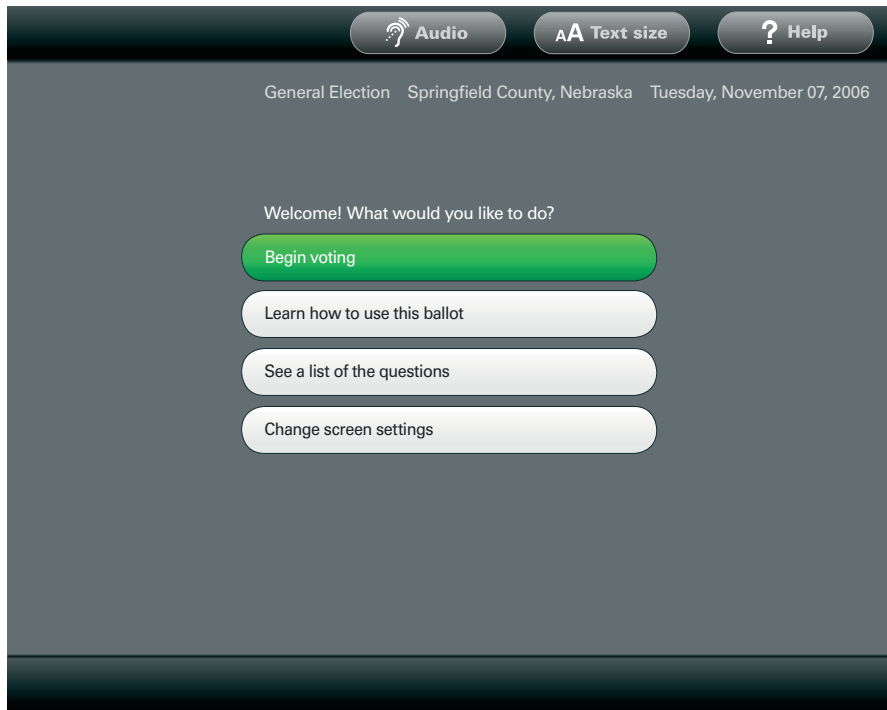 Audio AA Text size ? Help
General Election Springfield County, Nebraska Tuesday, November 07, 2006
Welcome! What would you like to do?
Begin voting
Learn how to use this ballot
See a list of the questions
Change screen settings